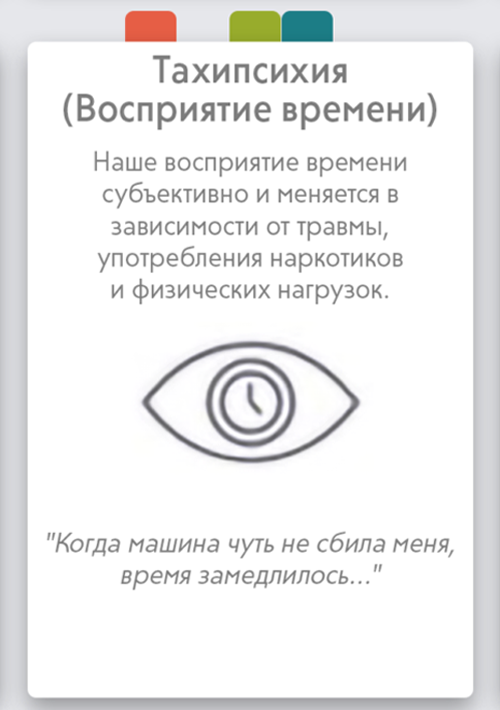 Тахипсихия
(Восприятие времени)
Наше восприятие времени
субъективно и меняется в
зависимости от травмы,
употребления наркотиков
и физических нагрузок.
"Когда машина чуть не сбила меня,
время замедлилось..."